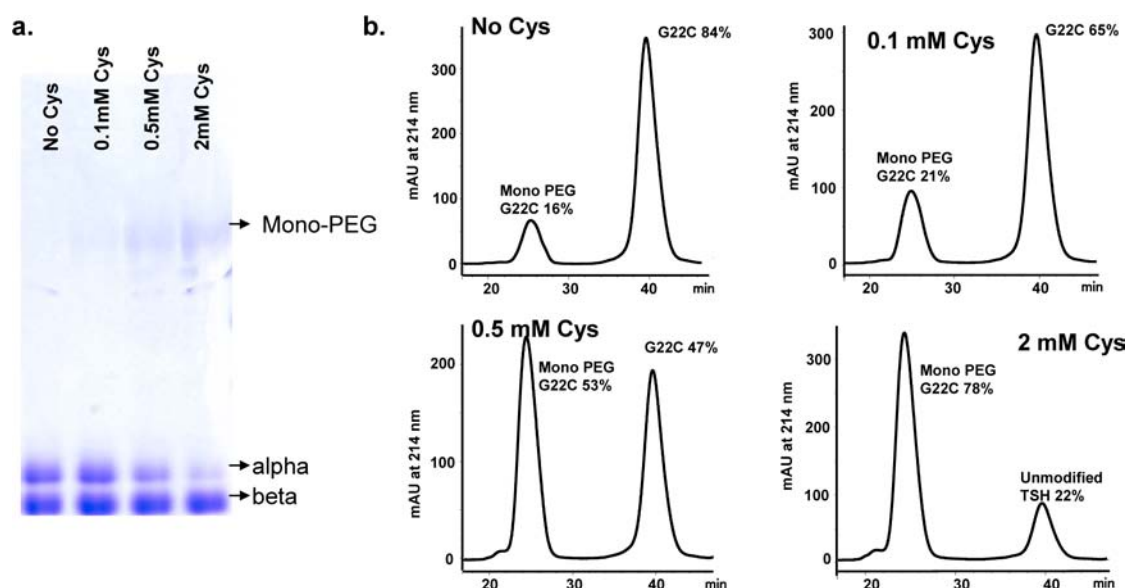 a.
No Cys
0.1mM Cys
0.5mM Cys
2mM Cys
Mono-PEG
alpha
beta
b.
No Cys
G22C 84%
Mono PEG
G22C 16%
mAU at 214 nm
300
200
100
0
20
30
40
min
0.1 mM Cys
G22C 65%
Mono PEG
G22C 21%
mAU at 214 nm
300
200
100
0
20
30
40
min
0.5 mM Cys
G22C 47%
Mono PEG
G22C 53%
mAU at 214 nm
200
100
0
20
30
40
min
2 mM Cys
Mono PEG
G22C 78%
Unmodified
TSH 22%
mAU at 214 nm
300
200
100
0
20
30
40
min